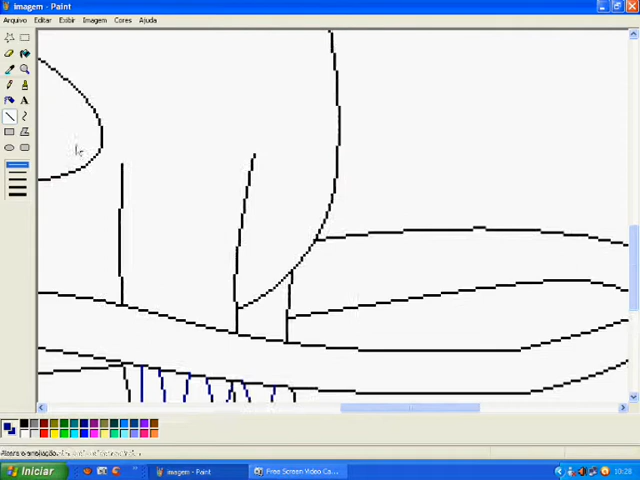 imagem - Paint
Arquivo Editar Exibir Imagem Cores Ajuda
A
Iniciar
imagem - Paint
Free Screen Video Ca...
10:28